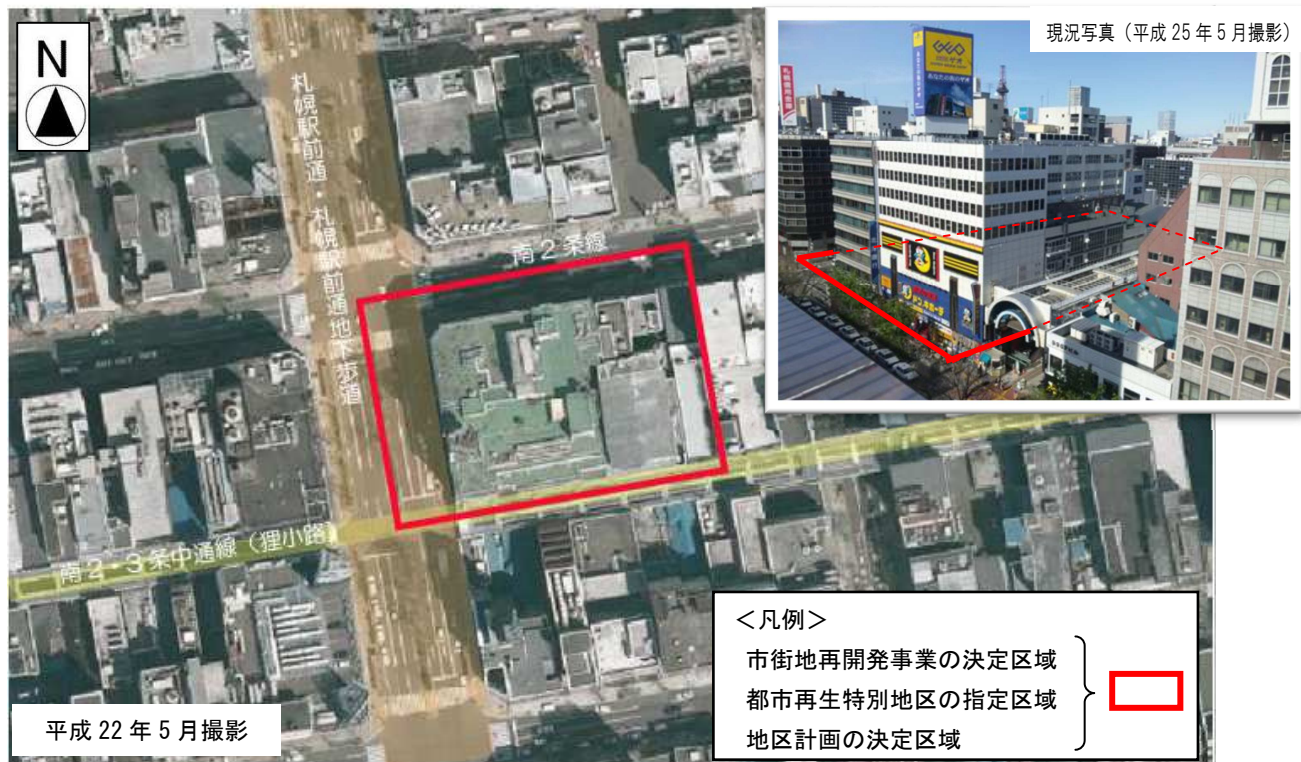 N
現況写真（平成25年5月撮影）
GEO
札幌駅前通・札幌駅前通地下歩道
南2条線
南2・3条中通線（狸小路）
＜凡例＞
市街地再開発事業の決定区域
都市再生特別地区の指定区域
地区計画の決定区域
平成22年5月撮影